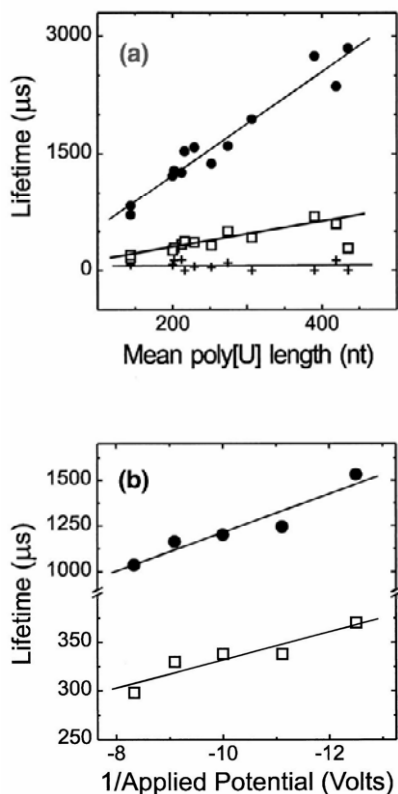 (a)
3000
1500
0
Lifetime (μs)
200 300 400
Mean poly[U] length (nt)
(b)
1500
1250
1000
350
300
250
Lifetime (μs)
-8 -10 -12
1/Applied Potential (Volts)